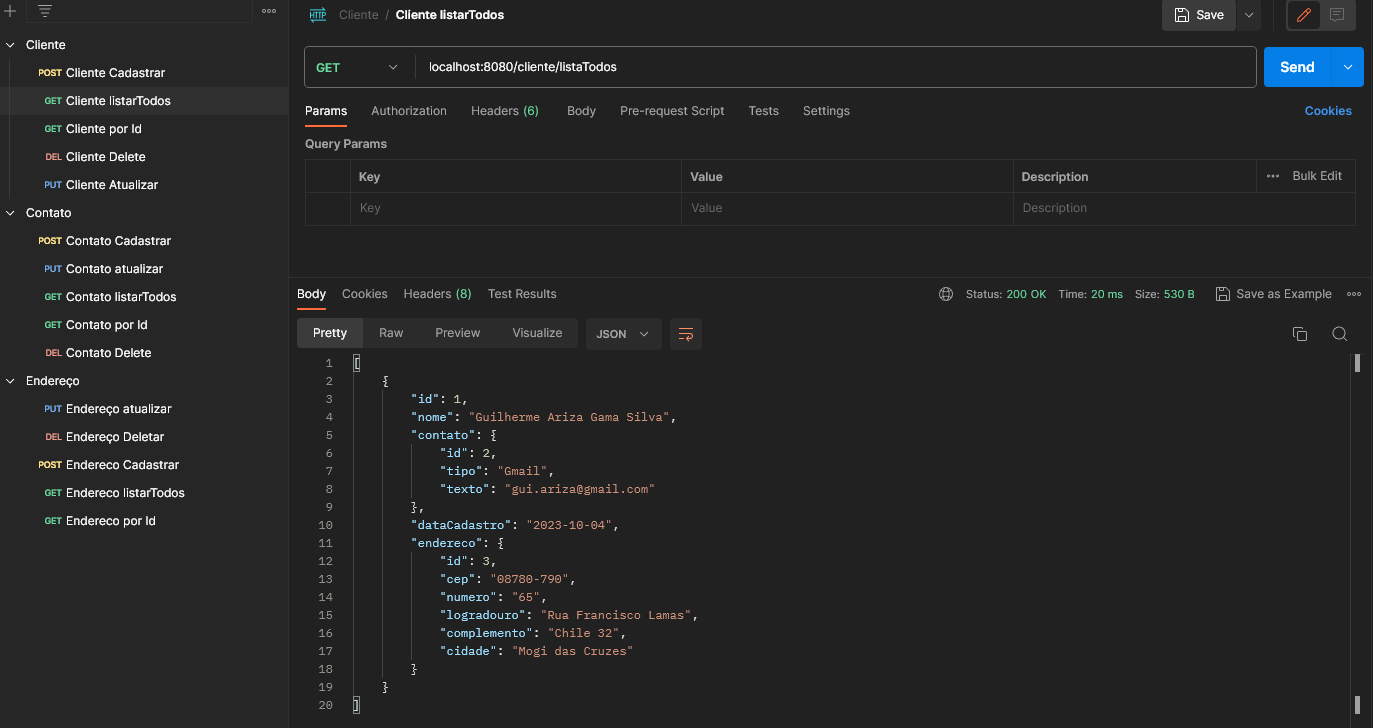 Cliente
POST Cliente Cadastrar
GET Cliente listarTodos
GET Cliente por Id
DEL Cliente Delete
PUT Cliente Atualizar
Contato
POST Contato Cadastrar
PUT Contato atualizar
GET Contato listarTodos
GET Contato por Id
DEL Contato Delete
Endereço
PUT Endereço atualizar
DEL Endereço Deletar
POST Endereco Cadastrar
GET Endereco listarTodos
GET Endereco por Id
HTTP Cliente / Cliente listarTodos Save
GET localhost:8080/cliente/listaTodos Send
Params Authorization Headers (6) Body Pre-request Script Tests Settings Cookies
Query Params
Key Value Description Bulk Edit
Key Value Description
Body Cookies Headers (8) Test Results Status: 200 OK Time: 20 ms Size: 530 B Save as Example
Pretty Raw Preview Visualize JSON
1 [
2 {
3 "id": 1,
4 "nome": "Guilherme Ariza Gama Silva",
5 "contato": {
6 "id": 2,
7 "tipo": "Gmail",
8 "texto": "gui.ariza@gmail.com"
9 },
10 "dataCadastro": "2023-10-04",
11 "endereco": {
12 "id": 3,
13 "cep": "08780-790",
14 "numero": "65",
15 "logradouro": "Rua Francisco Lamas",
16 "complemento": "Chile 32",
17 "cidade": "Mogi das Cruzes"
18 }
19 }
20 ]